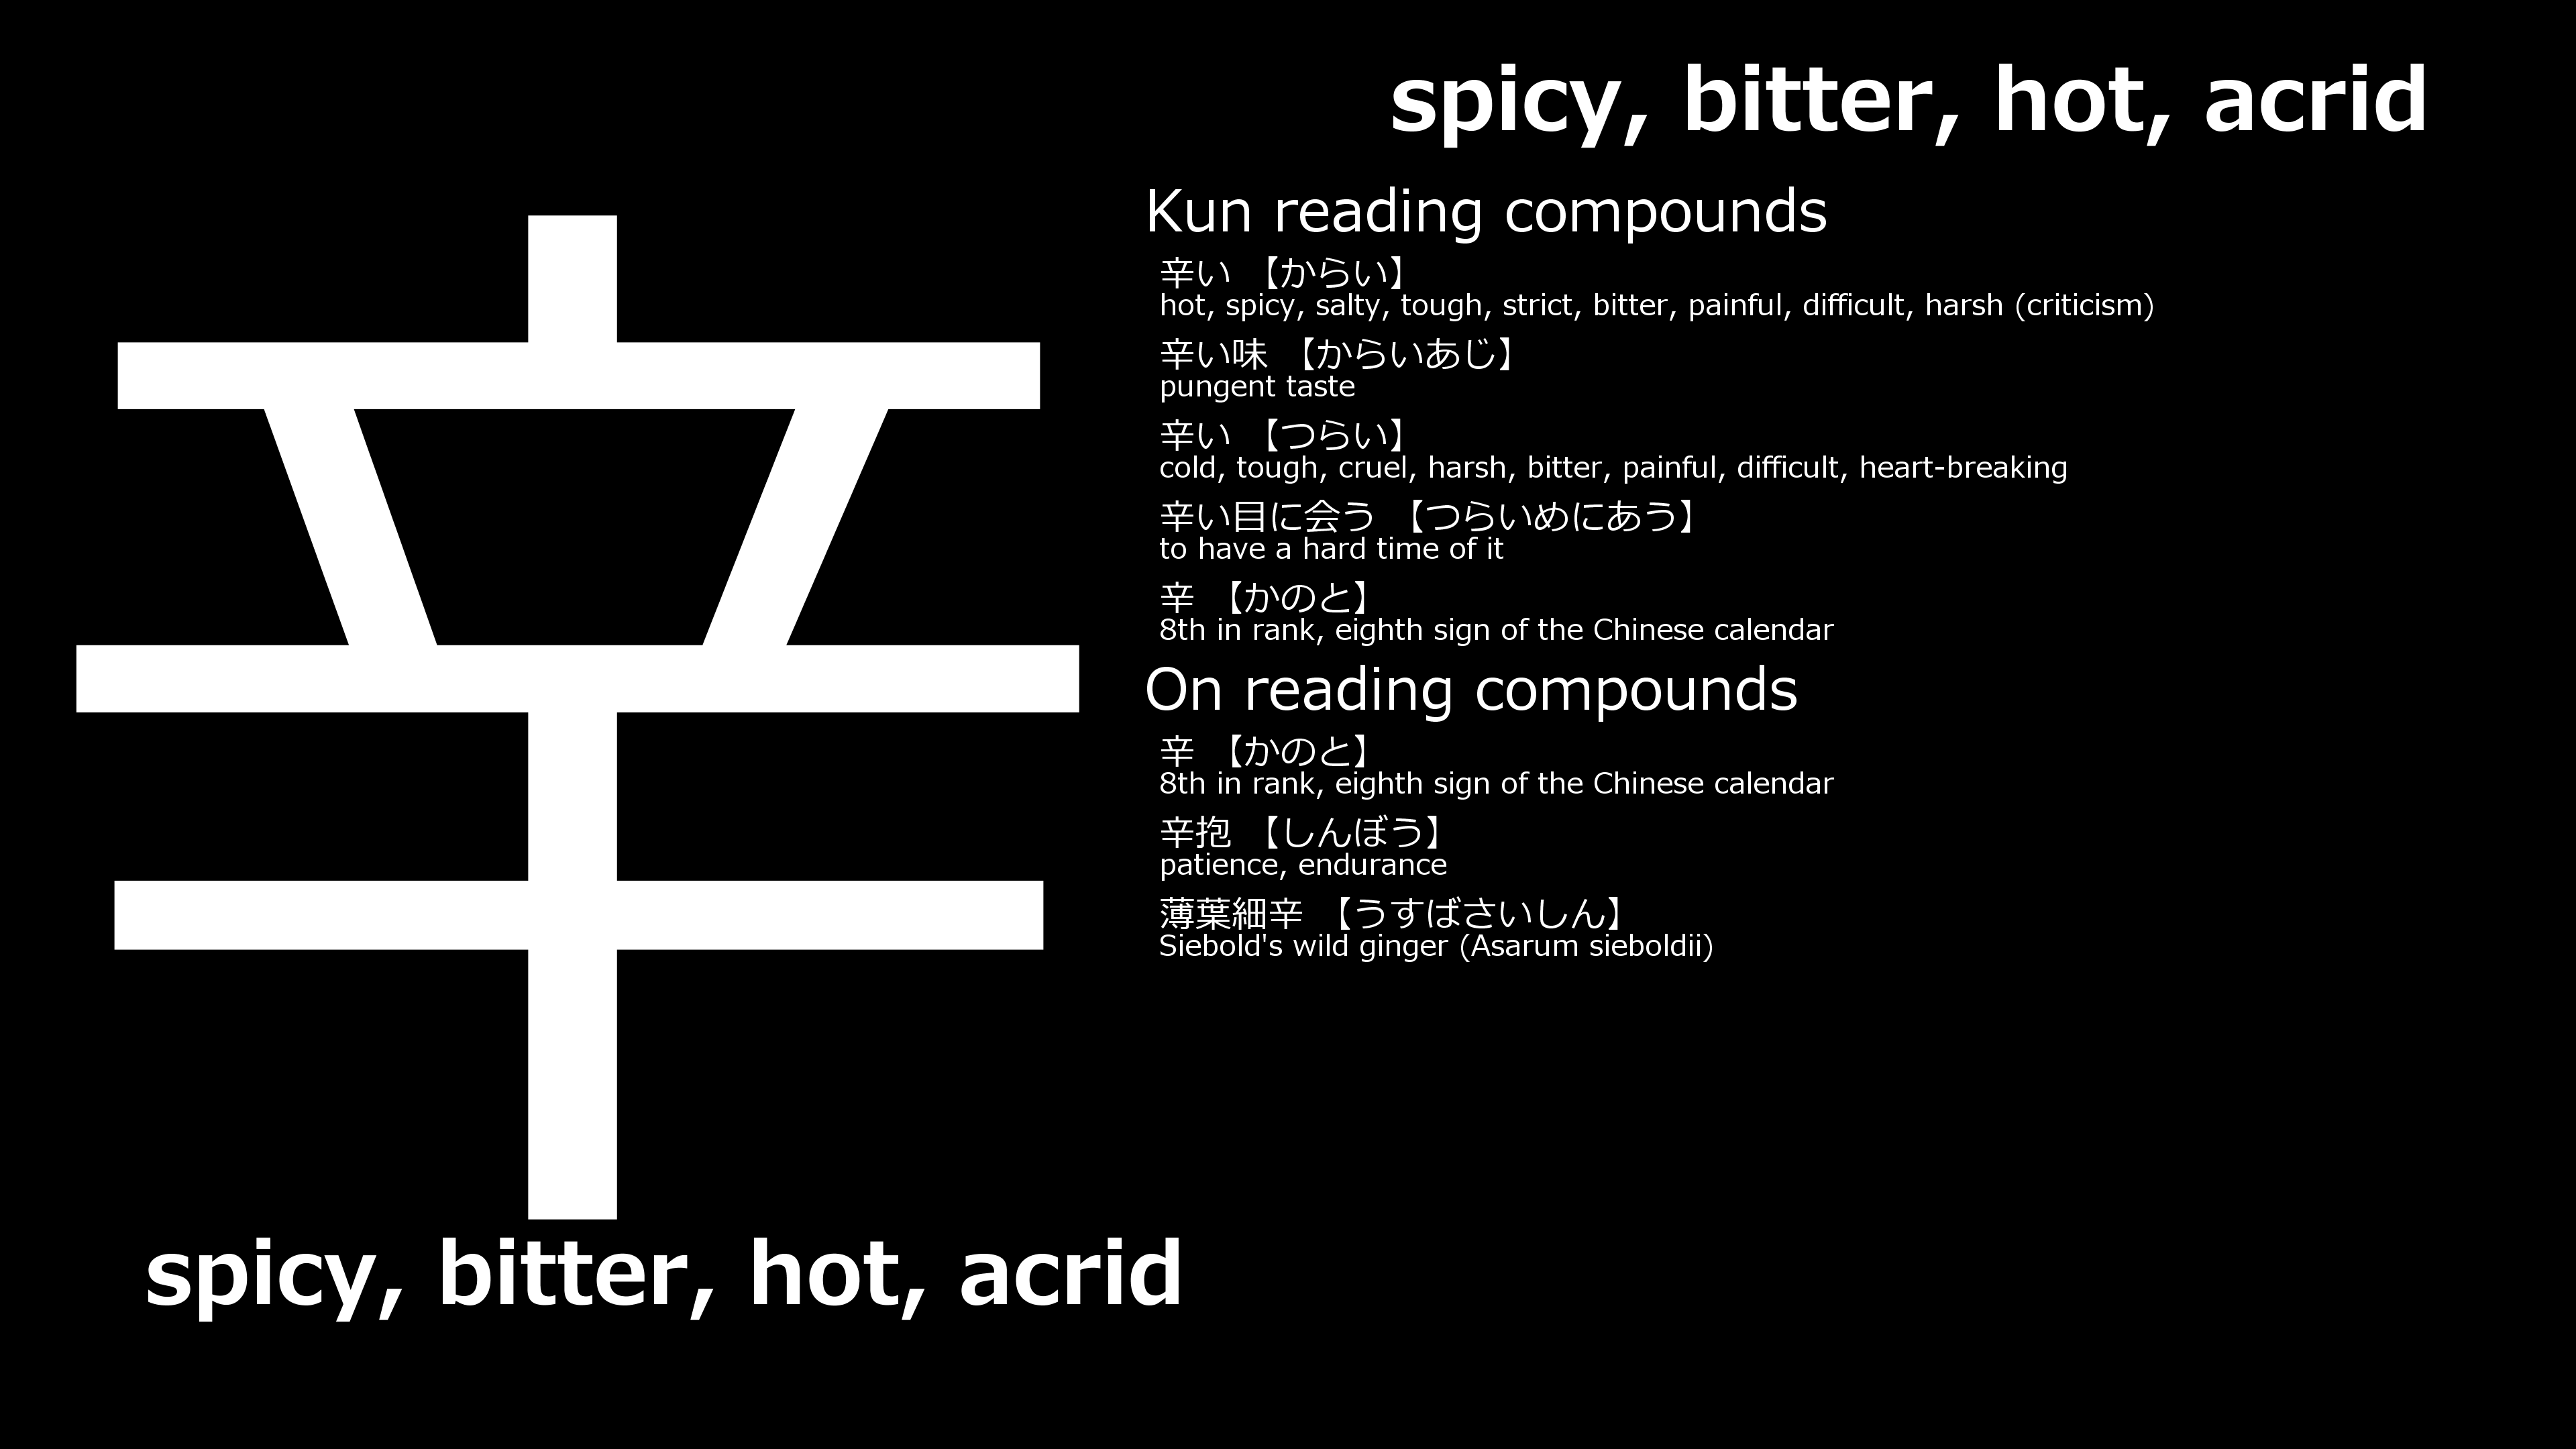 辛
spicy, bitter, hot, acrid
spicy, bitter, hot, acrid
Kun reading compounds
辛い 【からい】
hot, spicy, salty, tough, strict, bitter, painful, difficult, harsh (criticism)
辛い味 【からいあじ】
pungent taste
辛い 【つらい】
cold, tough, cruel, harsh, bitter, painful, difficult, heart-breaking
辛い目に会う 【つらいめにあう】
to have a hard time of it
辛 【かのと】
8th in rank, eighth sign of the Chinese calendar
On reading compounds
辛 【かのと】
8th in rank, eighth sign of the Chinese calendar
辛抱 【しんぼう】
patience, endurance
薄葉細辛 【うすばさいしん】
Siebold's wild ginger (Asarum sieboldii)